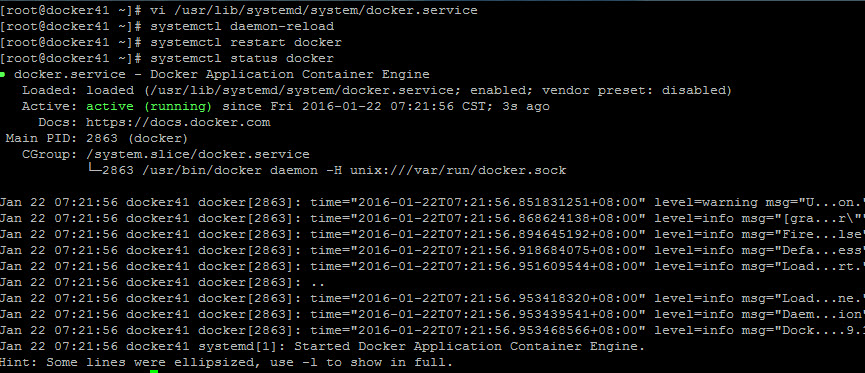 [root@docker41 ~]# vi /usr/lib/systemd/system/docker.service
[root@docker41 ~]# systemctl daemon-reload
[root@docker41 ~]# systemctl restart docker
[root@docker41 ~]# systemctl status docker
● docker.service - Docker Application Container Engine
   Loaded: loaded (/usr/lib/systemd/system/docker.service; enabled; vendor preset: disabled)
   Active: active (running) since Fri 2016-01-22 07:21:56 CST; 3s ago
     Docs: https://docs.docker.com
 Main PID: 2863 (docker)
   CGroup: /system.slice/docker.service
           └─2863 /usr/bin/docker daemon -H unix:///var/run/docker.sock

Jan 22 07:21:56 docker41 docker[2863]: time="2016-01-22T07:21:56.851831251+08:00" level=warning msg="U...on."
Jan 22 07:21:56 docker41 docker[2863]: time="2016-01-22T07:21:56.868624138+08:00" level=info msg="[gra...r\""
Jan 22 07:21:56 docker41 docker[2863]: time="2016-01-22T07:21:56.894645192+08:00" level=info msg="Fire...lse"
Jan 22 07:21:56 docker41 docker[2863]: time="2016-01-22T07:21:56.918684075+08:00" level=info msg="Defa...ess"
Jan 22 07:21:56 docker41 docker[2863]: time="2016-01-22T07:21:56.951609544+08:00" level=info msg="Load...rt."
Jan 22 07:21:56 docker41 docker[2863]: ..
Jan 22 07:21:56 docker41 docker[2863]: time="2016-01-22T07:21:56.953418320+08:00" level=info msg="Load...ne."
Jan 22 07:21:56 docker41 docker[2863]: time="2016-01-22T07:21:56.953439541+08:00" level=info msg="Daem...ion"
Jan 22 07:21:56 docker41 docker[2863]: time="2016-01-22T07:21:56.953468566+08:00" level=info msg="Dock....9.
Jan 22 07:21:56 docker41 systemd[1]: Started Docker Application Container Engine.
Hint: Some lines were ellipsized, use -l to show in full.